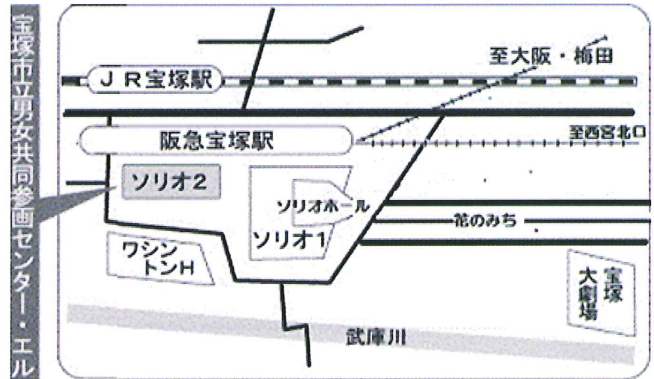 宝塚市立男女共同参画センター・エル
至大阪・梅田
JR宝塚駅
阪急宝塚駅
至西宮北口
ソリオ2
ソリオホール
ソリオ1
花のみち
ワシン
トンH
宝塚
大劇場
武庫川